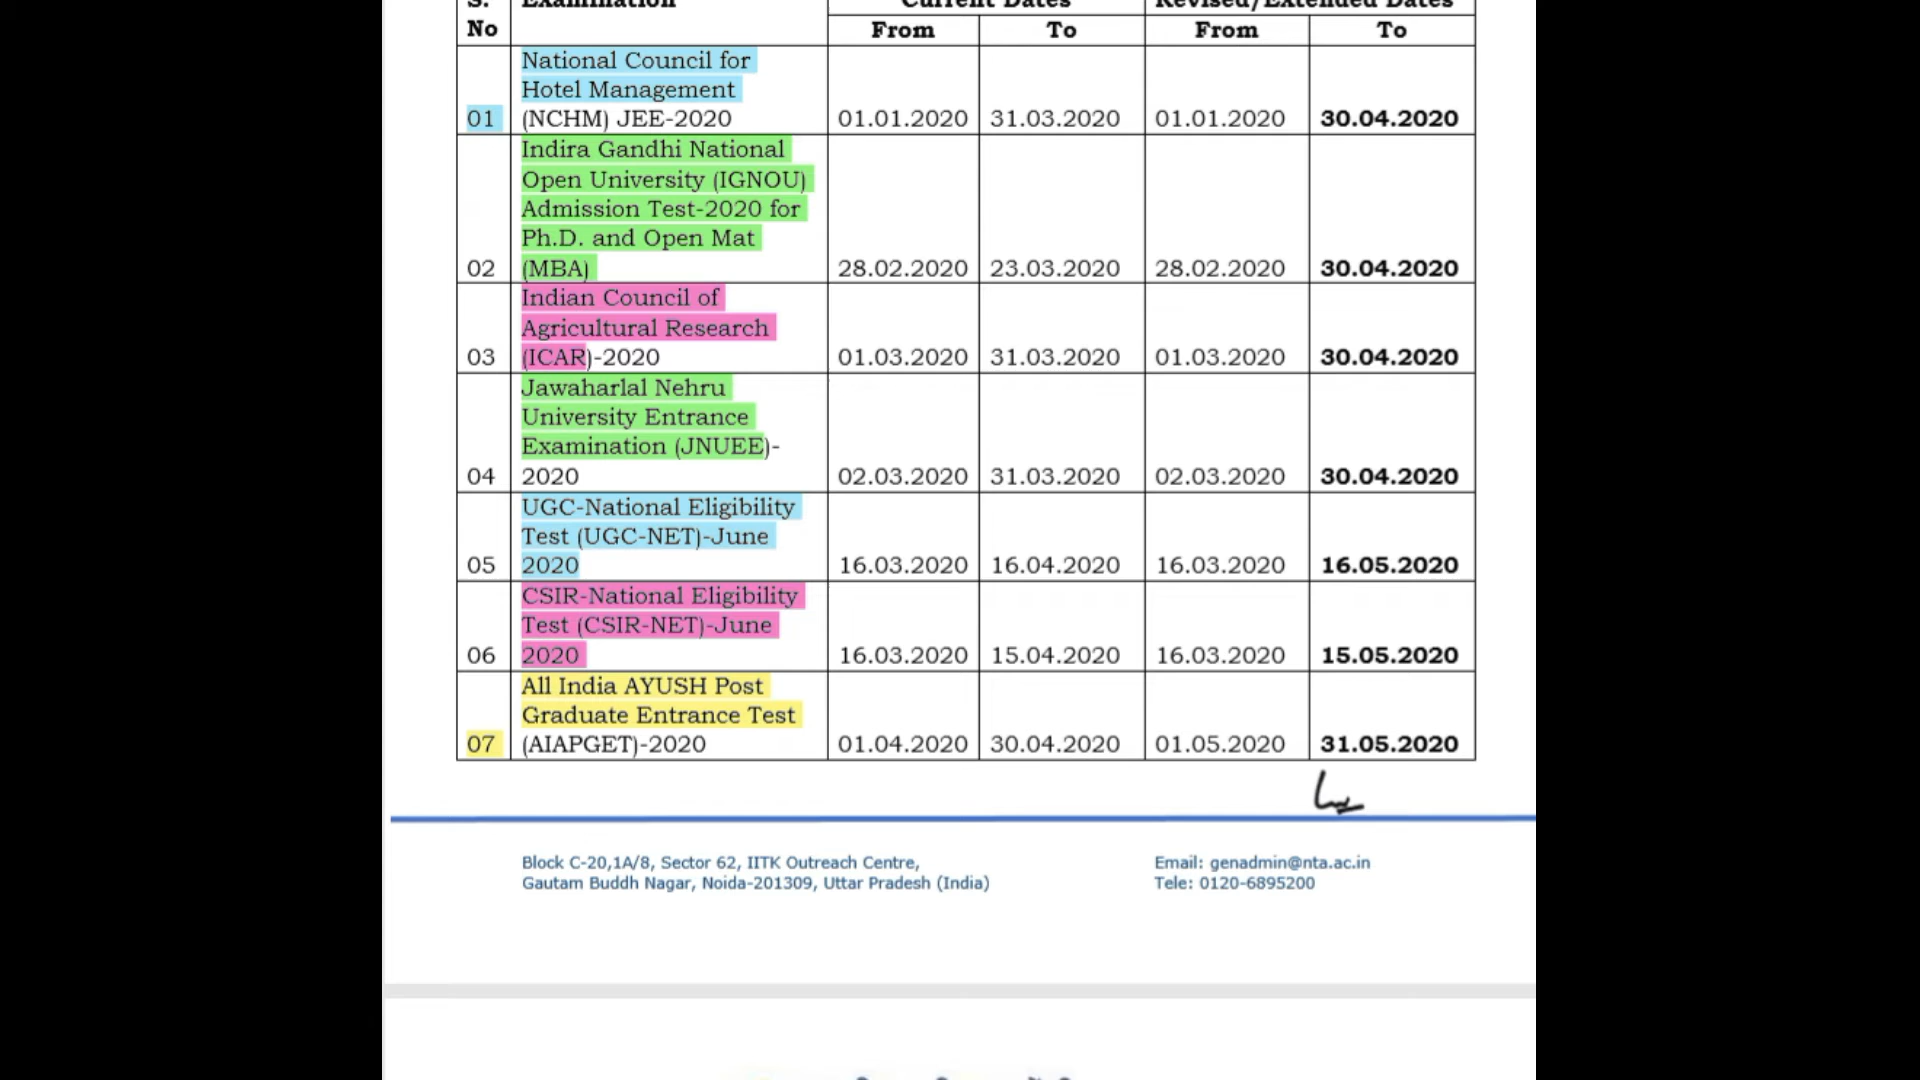 S. Examination Current Dates Revised/Extended Dates
No From To From To
National Council for
Hotel Management
01 (NCHM) JEE-2020 01.01.2020 31.03.2020 01.01.2020 30.04.2020
Indira Gandhi National
Open University (IGNOU)
Admission Test-2020 for
Ph.D. and Open Mat
02 (MBA) 28.02.2020 23.03.2020 28.02.2020 30.04.2020
Indian Council of
Agricultural Research
03 (ICAR)-2020 01.03.2020 31.03.2020 01.03.2020 30.04.2020
Jawaharlal Nehru
University Entrance
Examination (JNUEE)-
04 2020 02.03.2020 31.03.2020 02.03.2020 30.04.2020
UGC-National Eligibility
Test (UGC-NET)-June
05 2020 16.03.2020 16.04.2020 16.03.2020 16.05.2020
CSIR-National Eligibility
Test (CSIR-NET)-June
06 2020 16.03.2020 15.04.2020 16.03.2020 15.05.2020
All India AYUSH Post
Graduate Entrance Test
07 (AIAPGET)-2020 01.04.2020 30.04.2020 01.05.2020 31.05.2020
Block C-20,1A/8, Sector 62, IITK Outreach Centre, Email: genadmin@nta.ac.in
Gautam Buddh Nagar, Noida-201309, Uttar Pradesh (India) Tele: 0120-6895200